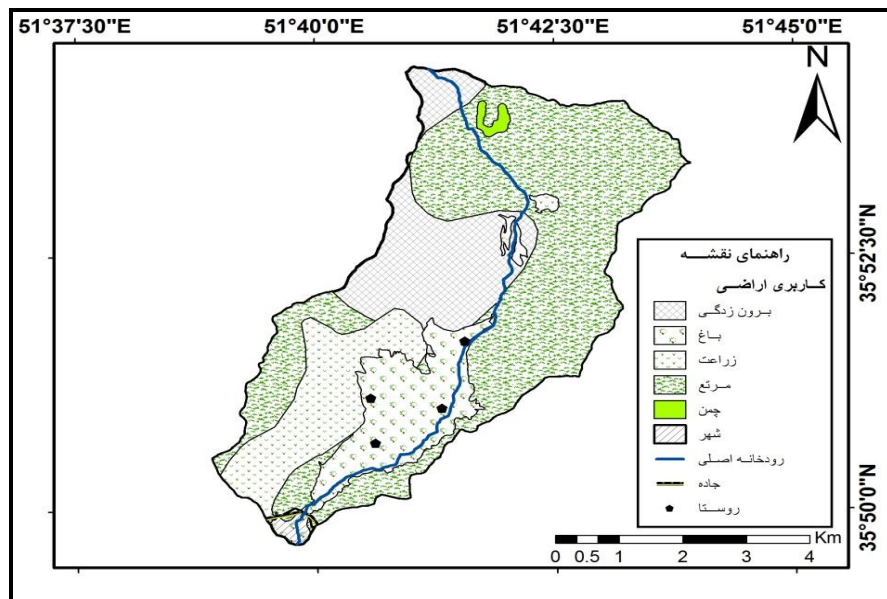 51°37'30"E 51°40'0"E 51°42'30"E 51°45'0"E
N
35°52'30"N
راهنمای نقشه
کاربری اراضی
برون زدگی
باغ
زراعت
مرتع
چمن
شهر
رودخانه اصلی
جاده
روستا
35°50'0"N
Km
0 0.5 1 2 3 4